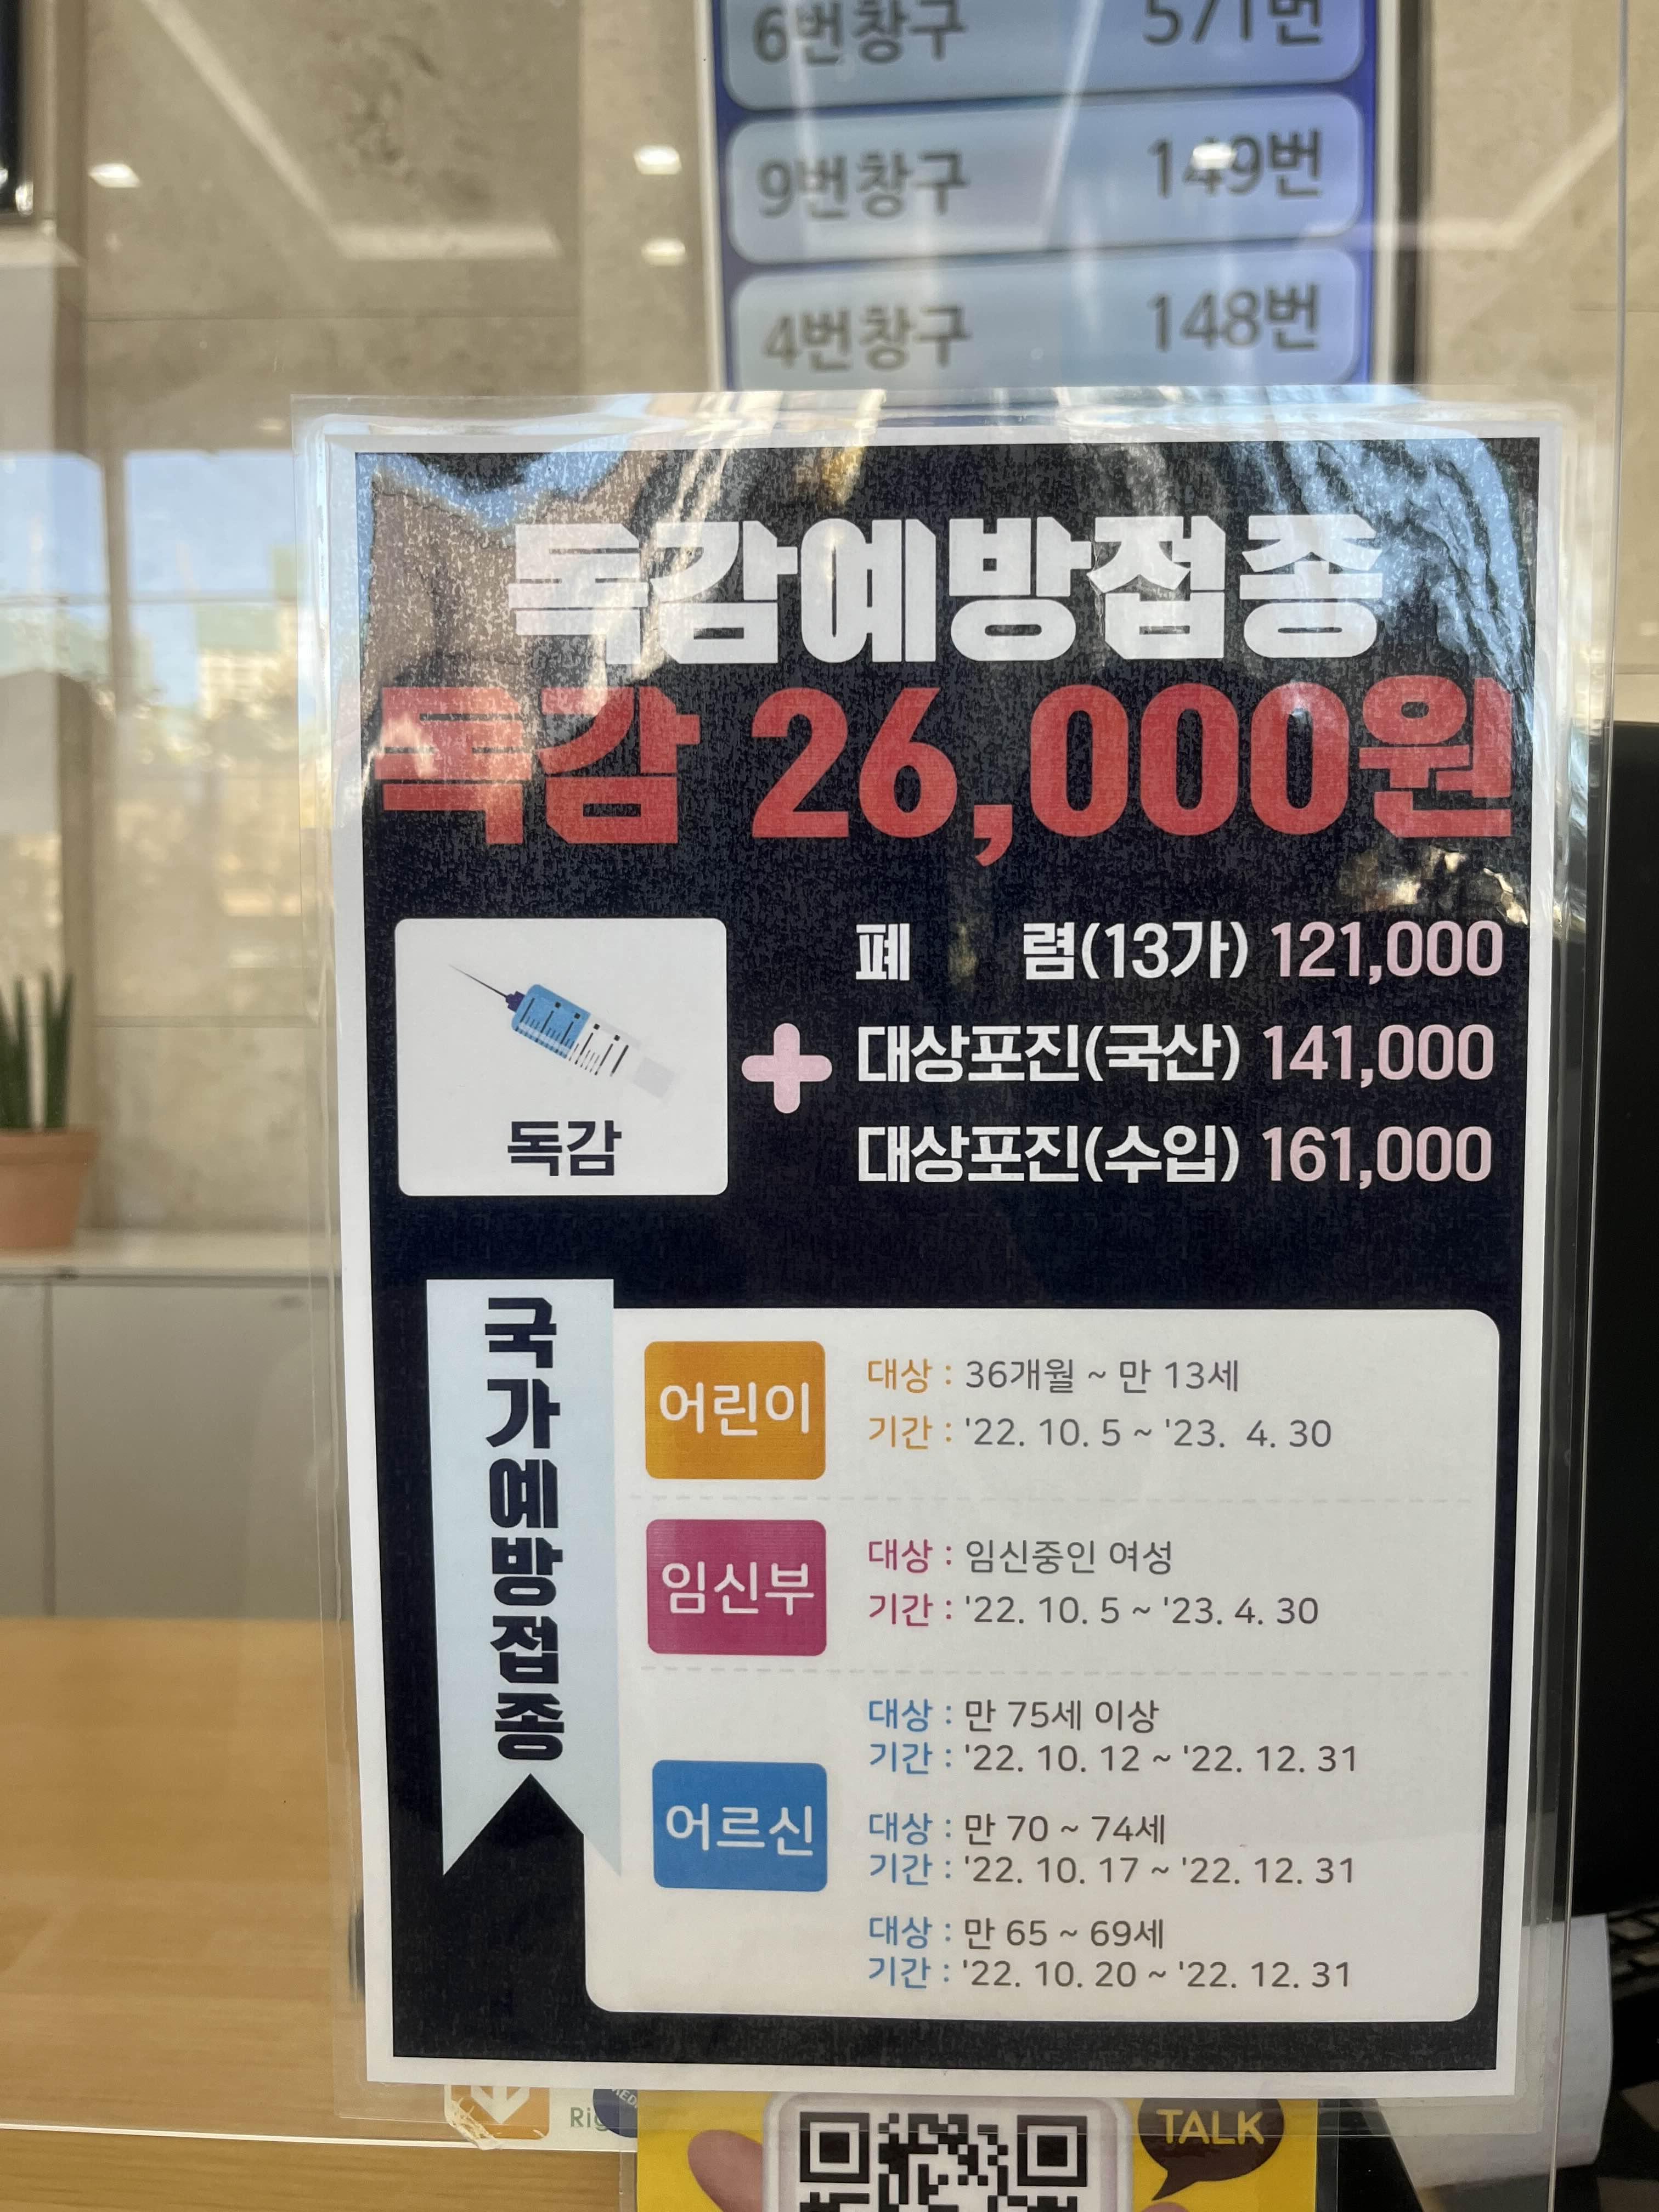 6번창구 571번
9번창구 149번
4번창구 148번
독감예방접종
독감 26,000원
독감
폐 렴(13가) 121,000
대상포진(국산) 141,000
대상포진(수입) 161,000
국가예방접종
어린이
대상 : 36개월 ~ 만 13세
기간 : '22. 10. 5 ~ '23. 4. 30
임신부
대상 : 임신중인 여성
기간 : '22. 10. 5 ~ '23. 4. 30
어르신
대상 : 만 75세 이상
기간 : '22. 10. 12 ~ '22. 12. 31
대상 : 만 70 ~ 74세
기간 : '22. 10. 17 ~ '22. 12. 31
대상 : 만 65 ~ 69세
기간 : '22. 10. 20 ~ '22. 12. 31
TALK